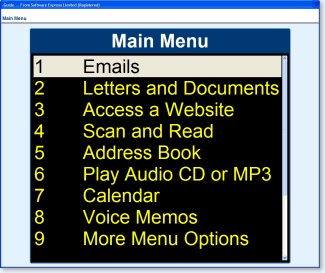 Guide From Software Express Limited (Registered)
Main Menu
Main Menu
1 Emails
2 Letters and Documents
3 Access a Website
4 Scan and Read
5 Address Book
6 Play Audio CD or MP3
7 Calendar
8 Voice Memos
9 More Menu Options